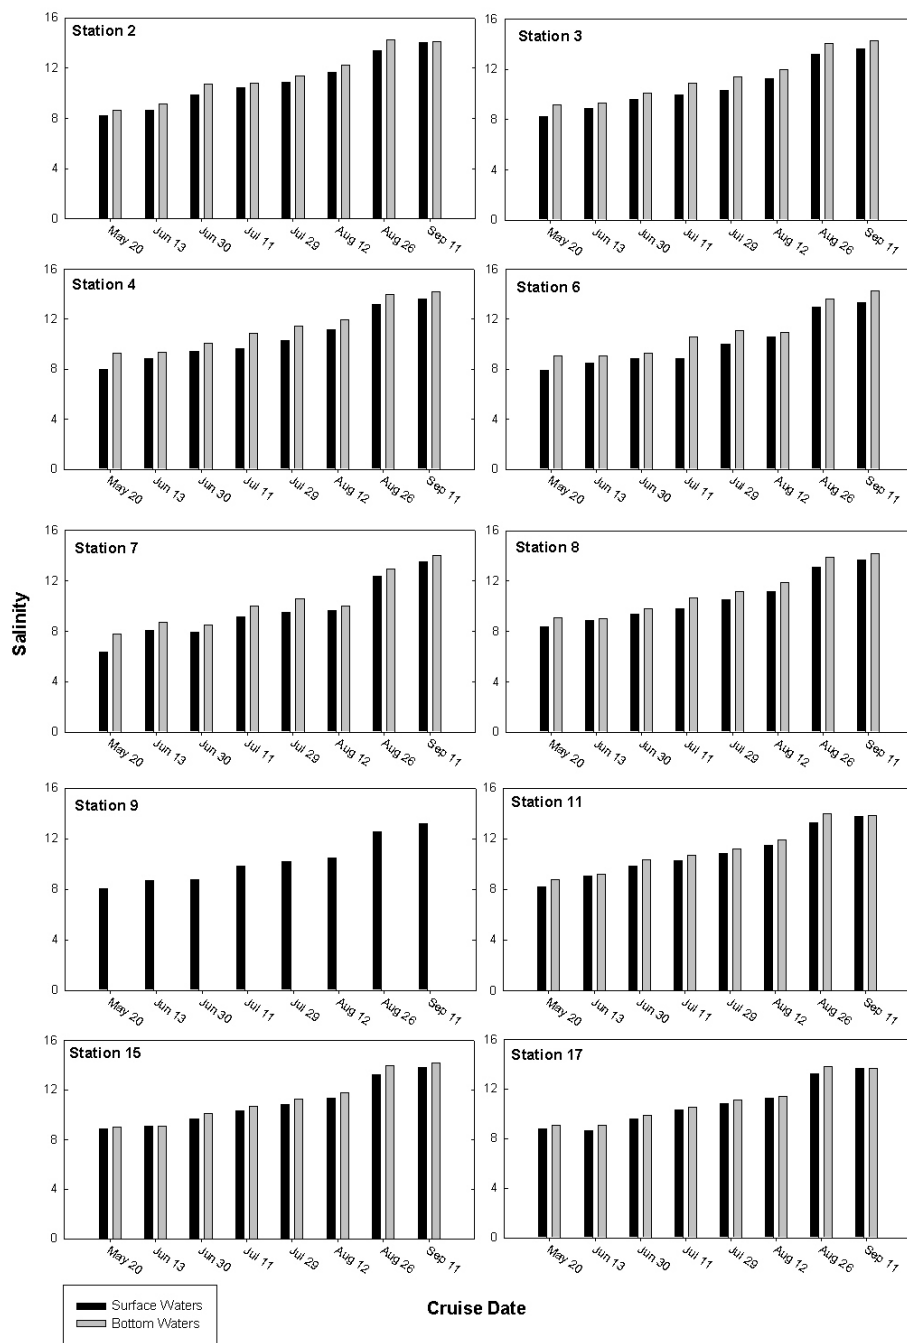 Station 2
16
12
8
4
0
May 20
Jun 13
Jun 30
Jul 11
Jul 29
Aug 12
Aug 26
Sep 11
Station 3
16
12
8
4
0
May 20
Jun 13
Jun 30
Jul 11
Jul 29
Aug 12
Aug 26
Sep 11
Station 4
16
12
8
4
0
May 20
Jun 13
Jun 30
Jul 11
Jul 29
Aug 12
Aug 26
Sep 11
Station 6
16
12
8
4
0
May 20
Jun 13
Jun 30
Jul 11
Jul 29
Aug 12
Aug 26
Sep 11
Salinity
Station 7
16
12
8
4
0
May 20
Jun 13
Jun 30
Jul 11
Jul 29
Aug 12
Aug 26
Sep 11
Station 8
16
12
8
4
0
May 20
Jun 13
Jun 30
Jul 11
Jul 29
Aug 12
Aug 26
Sep 11
Station 9
16
12
8
4
0
May 20
Jun 13
Jun 30
Jul 11
Jul 29
Aug 12
Aug 26
Sep 11
Station 11
16
12
8
4
0
May 20
Jun 13
Jun 30
Jul 11
Jul 29
Aug 12
Aug 26
Sep 11
Station 15
16
12
8
4
0
May 20
Jun 13
Jun 30
Jul 11
Jul 29
Aug 12
Aug 26
Sep 11
Station 17
16
12
8
4
0
May 20
Jun 13
Jun 30
Jul 11
Jul 29
Aug 12
Aug 26
Sep 11
Surface Waters
Bottom Waters
Cruise Date